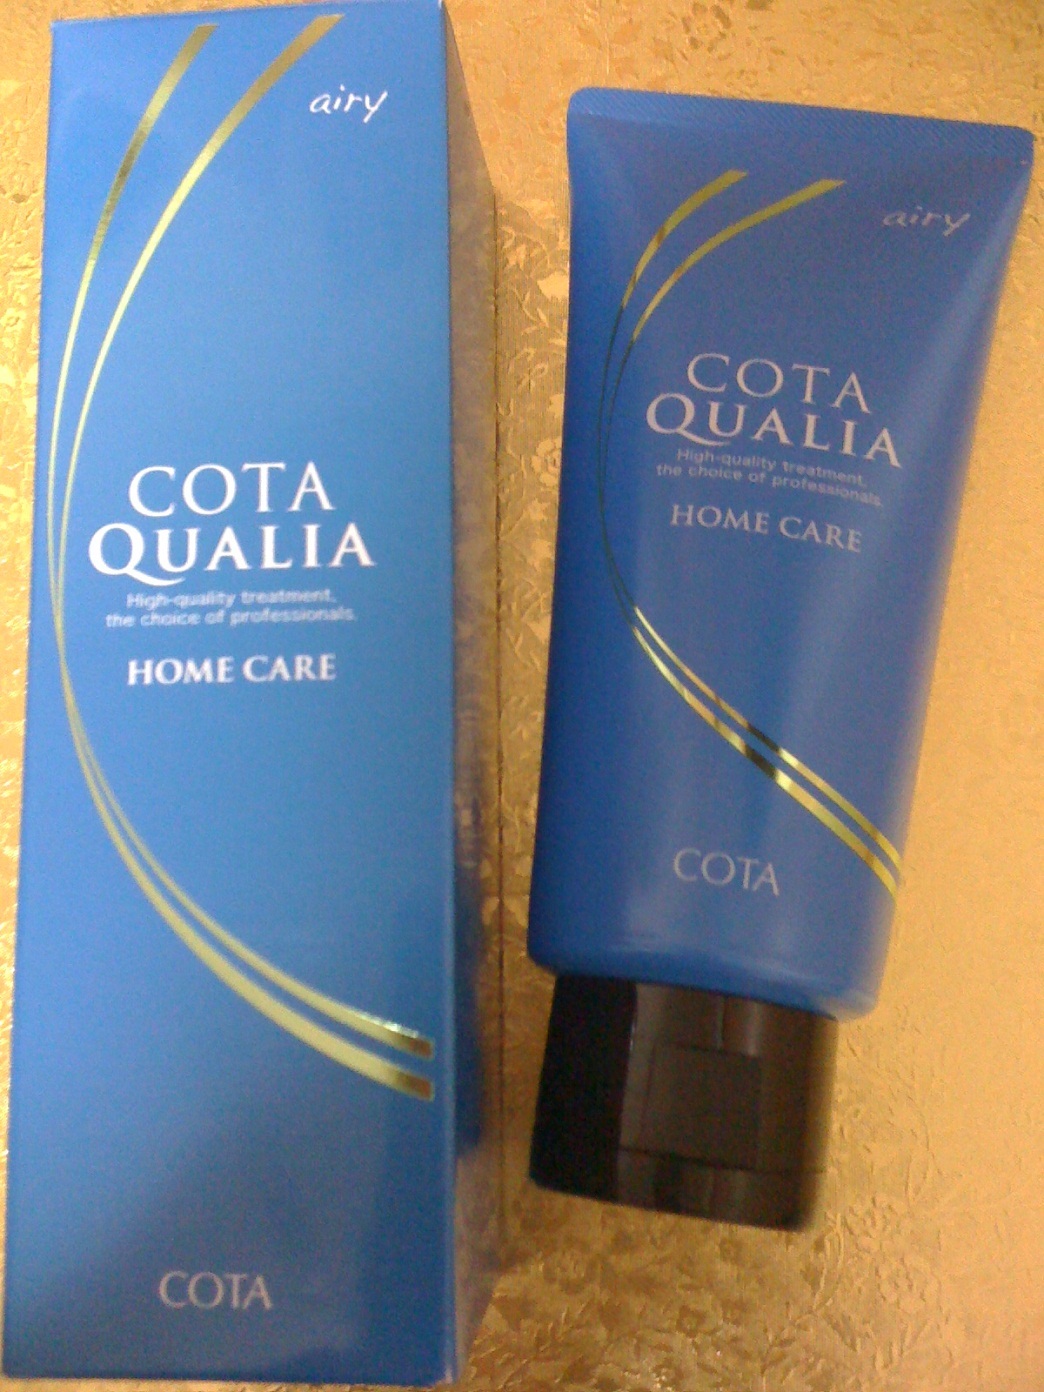 airy
COTA
QUALIA
High-quality treatment,
the choice of professionals.
HOME CARE
COTA
airy
COTA
QUALIA
High-quality treatment,
the choice of professionals.
HOME CARE
COTA